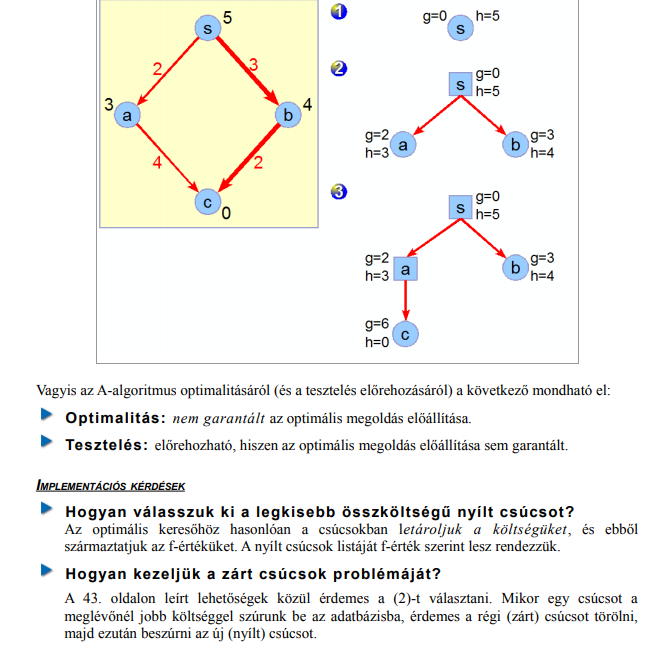 s 5
2 3
3 a b 4
4 2
c 0
1 g=0 s h=5
2 s g=0
h=5
g=2
h=3 a b g=3
h=4
3 s g=0
h=5
g=2
h=3 a b g=3
h=4
g=6
h=0 c
Vagyis az A-algoritmus optimalitásáról (és a tesztelés előrehozásáról) a következő mondható el:
Optimalitás: nem garantált az optimális megoldás előállítása.
Tesztelés: előrehozható, hiszen az optimális megoldás előállítása sem garantált.
IMPLEMENTÁCIÓS KÉRDÉSEK
Hogyan válasszuk ki a legkisebb összköltségű nyílt csúcsot?
Az optimális keresőhöz hasonlóan a csúcsokban letároljuk a költségüket, és ebből
származtatjuk az f-értéküket. A nyílt csúcsok listáját f-érték szerint lesz rendezzük.
Hogyan kezeljük a zárt csúcsok problémáját?
A 43. oldalon leírt lehetőségek közül érdemes a (2)-t választani. Mikor egy csúcsot a
meglévőnél jobb költséggel szúrunk be az adatbázisba, érdemes a régi (zárt) csúcsot törölni,
majd ezután beszúrni az új (nyílt) csúcsot.